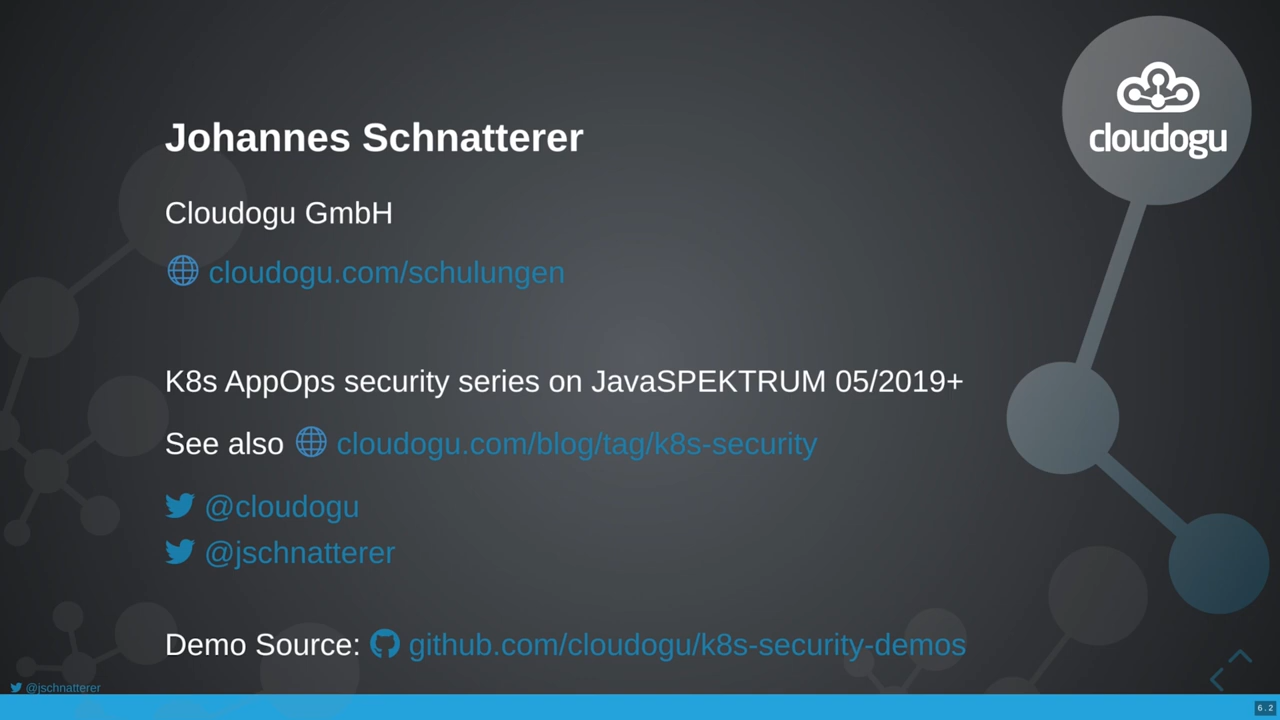 cloudogu
Johannes Schnatterer
Cloudogu GmbH
cloudogu.com/schulungen
K8s AppOps security series on JavaSPEKTRUM 05/2019+
See also cloudogu.com/blog/tag/k8s-security
@cloudogu
@jschnatterer
Demo Source: github.com/cloudogu/k8s-security-demos
@jschnatterer
6.2